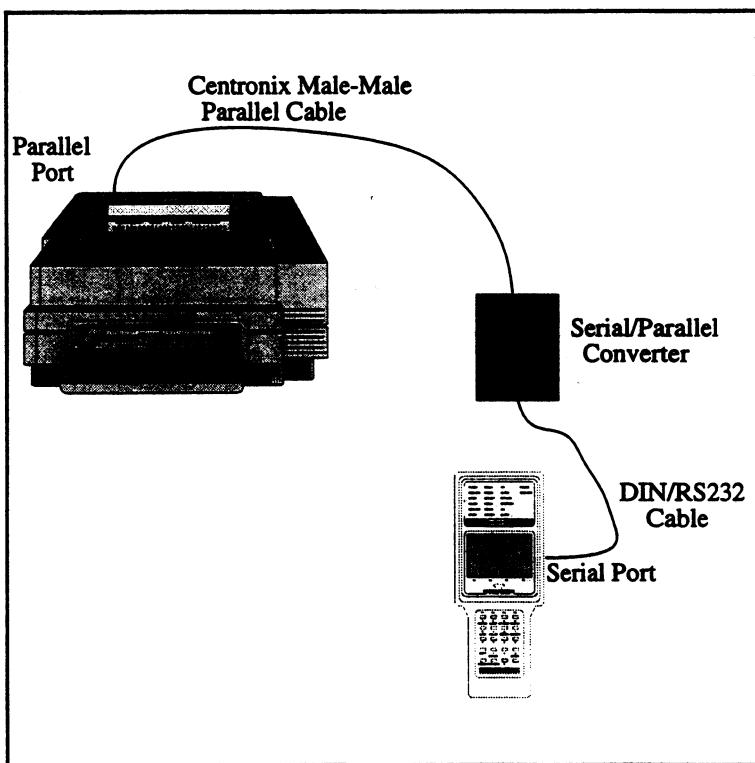 Centronix Male-Male
Parallel Cable
Parallel
Port
Serial/Parallel
Converter
DIN/RS232
Cable
Serial Port